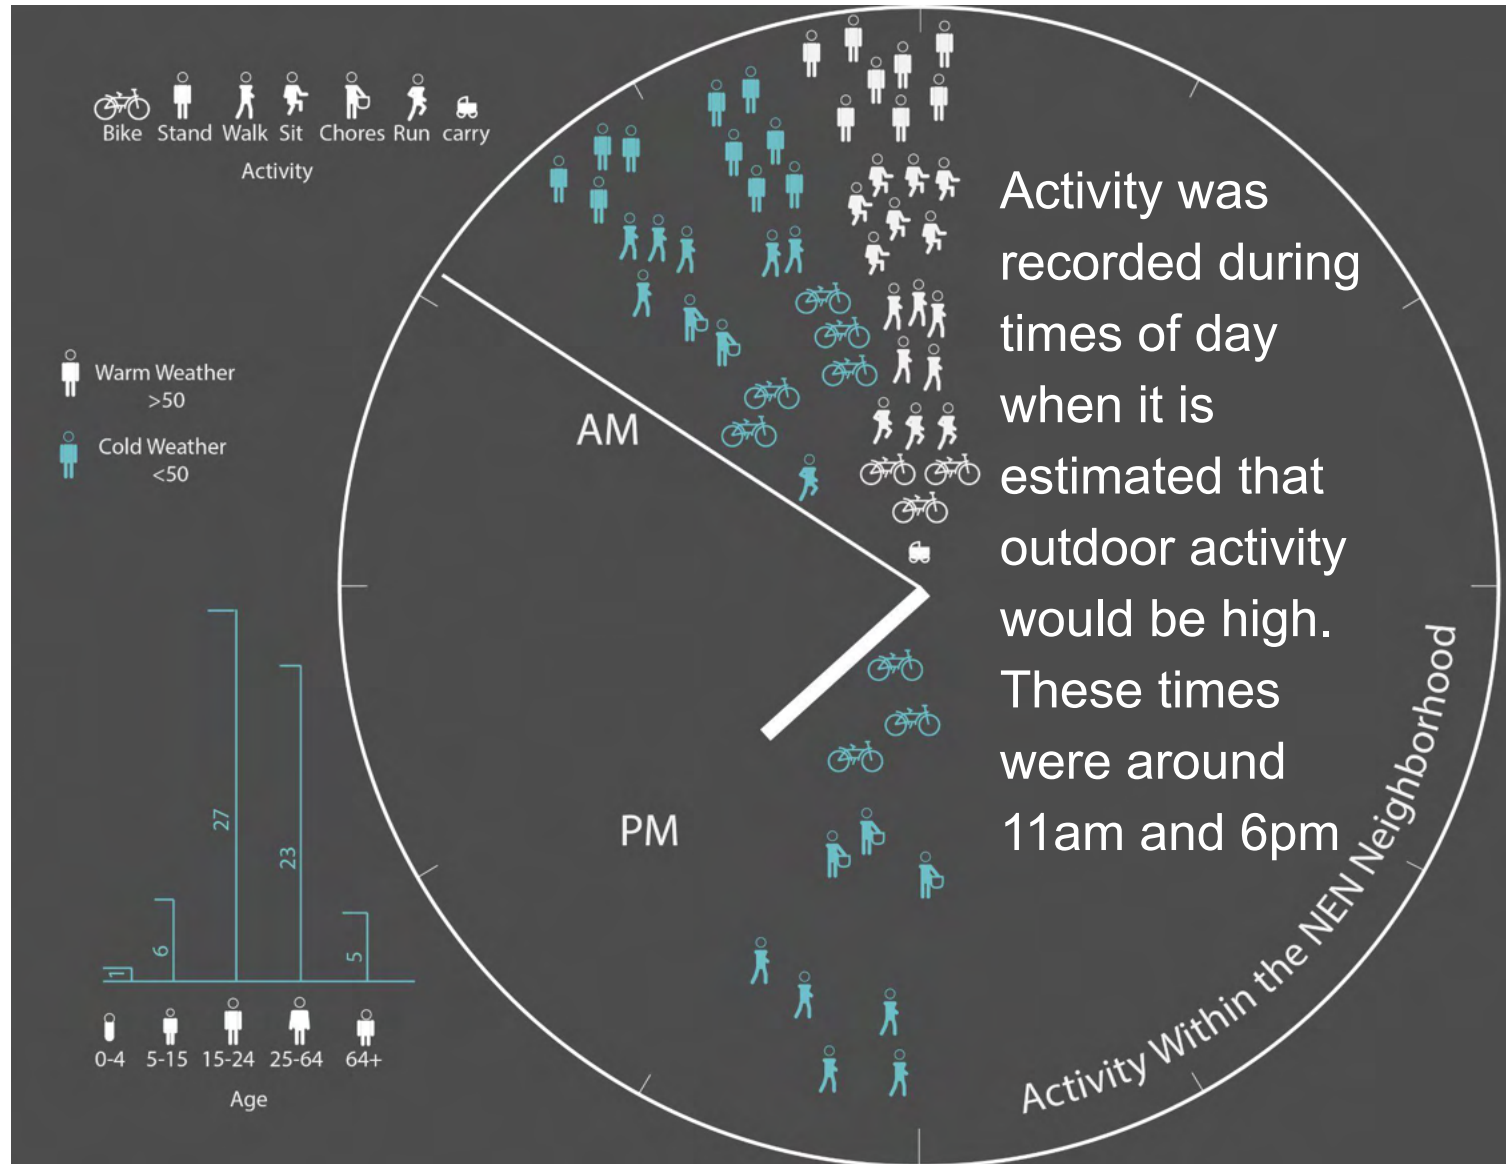 Bike Stand Walk Sit Chores Run carry
Activity
Warm Weather
>50
Cold Weather
<50
AM
PM
Activity was
recorded during
times of day
when it is
estimated that
outdoor activity
would be high.
These times
were around
11am and 6pm
Activity Within the NEN Neighborhood
1 6 27 23 5
0-4 5-15 15-24 25-64 64+
Age